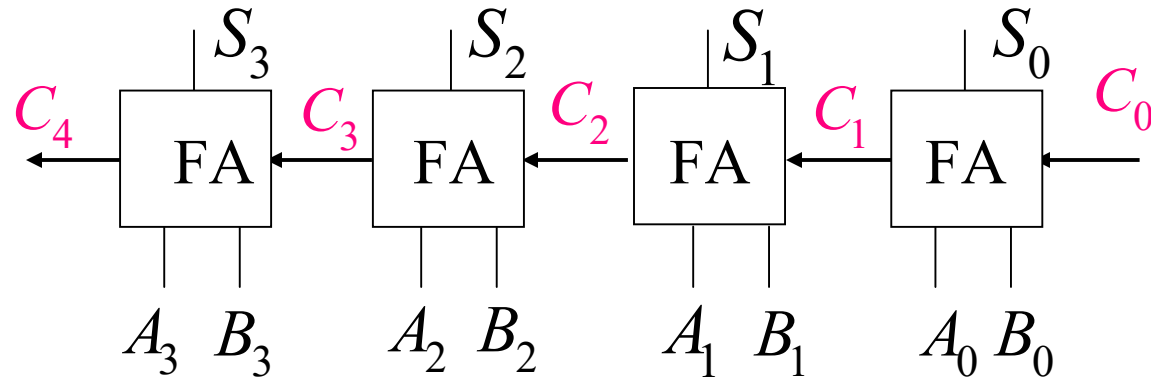 S₃ S₂ S₁ S₀
C₄ C₃ C₂ C₁ C₀
FA FA FA FA
A₃ B₃ A₂ B₂ A₁ B₁ A₀ B₀